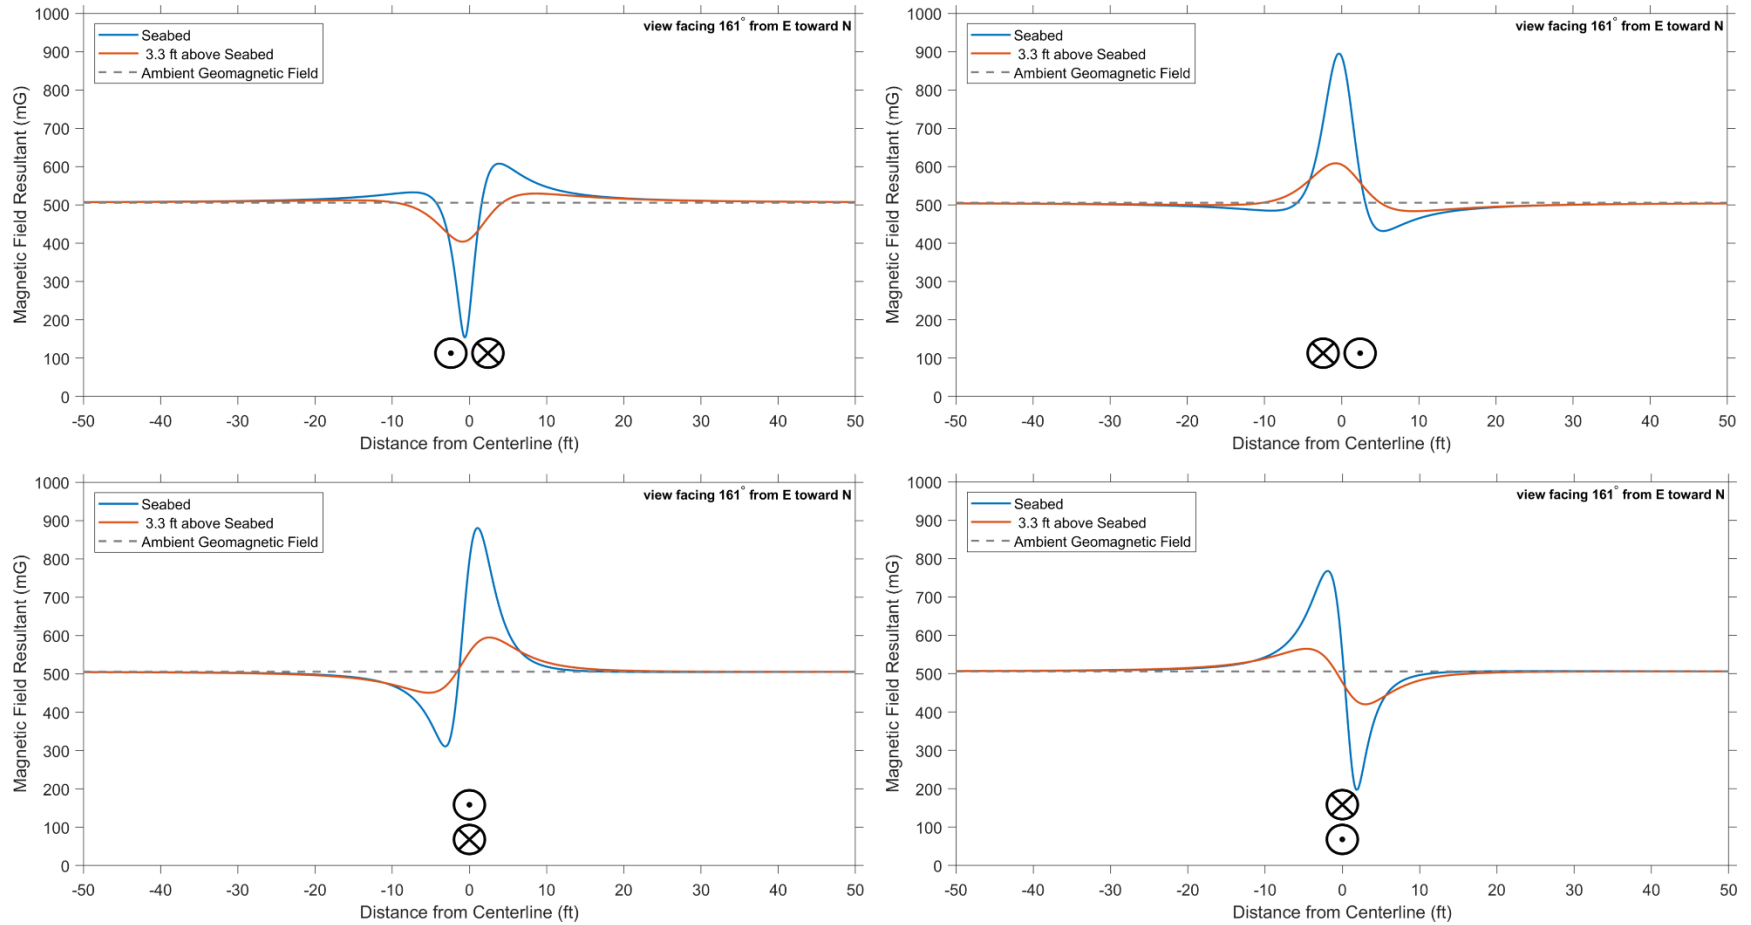 view facing 161° from E toward N
Seabed
3.3 ft above Seabed
Ambient Geomagnetic Field
Magnetic Field Resultant (mG)
1000
900
800
700
600
500
400
300
200
100
0
-50 -40 -30 -20 -10 0 10 20 30 40 50
Distance from Centerline (ft)
view facing 161° from E toward N
Seabed
3.3 ft above Seabed
Ambient Geomagnetic Field
Magnetic Field Resultant (mG)
1000
900
800
700
600
500
400
300
200
100
0
-50 -40 -30 -20 -10 0 10 20 30 40 50
Distance from Centerline (ft)
view facing 161° from E toward N
Seabed
3.3 ft above Seabed
Ambient Geomagnetic Field
Magnetic Field Resultant (mG)
1000
900
800
700
600
500
400
300
200
100
0
-50 -40 -30 -20 -10 0 10 20 30 40 50
Distance from Centerline (ft)
view facing 161° from E toward N
Seabed
3.3 ft above Seabed
Ambient Geomagnetic Field
Magnetic Field Resultant (mG)
1000
900
800
700
600
500
400
300
200
100
0
-50 -40 -30 -20 -10 0 10 20 30 40 50
Distance from Centerline (ft)